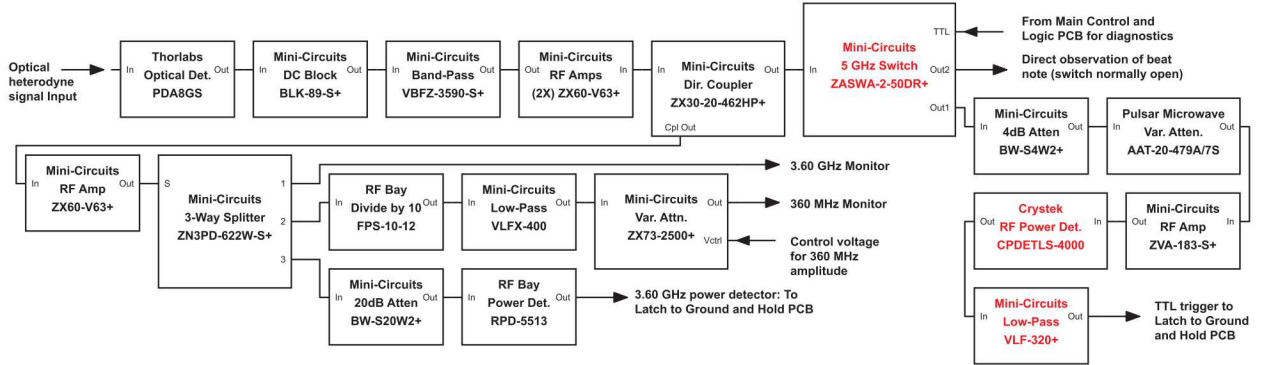 Optical
heterodyne
signal Input
In
Thorlabs
Optical Det.
PDA8GS
Out
In
Mini-Circuits
DC Block
BLK-89-S+
Out
In
Mini-Circuits
Band-Pass
VBFZ-3590-S+
Out
In
Mini-Circuits
RF Amps
(2X) ZX60-V63+
Out
In
Mini-Circuits
Dir. Coupler
ZX30-20-462HP+
Out
Cpl Out
In
Mini-Circuits
5 GHz Switch
ZASWA-2-50DR+
TTL
Out2
Out1
From Main Control and
Logic PCB for diagnostics
Direct observation of beat
note (switch normally open)
In
Mini-Circuits
4dB Atten
BW-S4W2+
Out
In
Pulsar Microwave
Var. Atten.
AAT-20-479A/7S
Out
In
Mini-Circuits
RF Amp
ZX60-V63+
Out
S
Mini-Circuits
3-Way Splitter
ZN3PD-622W-S+
1
2
3
3.60 GHz Monitor
In
RF Bay
Divide by 10
FPS-10-12
Out
In
Mini-Circuits
Low-Pass
VLFX-400
Out
In
Mini-Circuits
Var. Attn.
ZX73-2500+
Out
Vctrl
360 MHz Monitor
Control voltage
for 360 MHz
amplitude
In
Mini-Circuits
20dB Atten
BW-S20W2+
Out
In
RF Bay
Power Det.
RPD-5513
Out
3.60 GHz power detector: To
Latch to Ground and Hold PCB
Out
Crystek
RF Power Det.
CPDETLS-4000
In
Out
Mini-Circuits
RF Amp
ZVA-183-S+
In
In
Mini-Circuits
Low-Pass
VLF-320+
Out
TTL trigger to
Latch to Ground
and Hold PCB